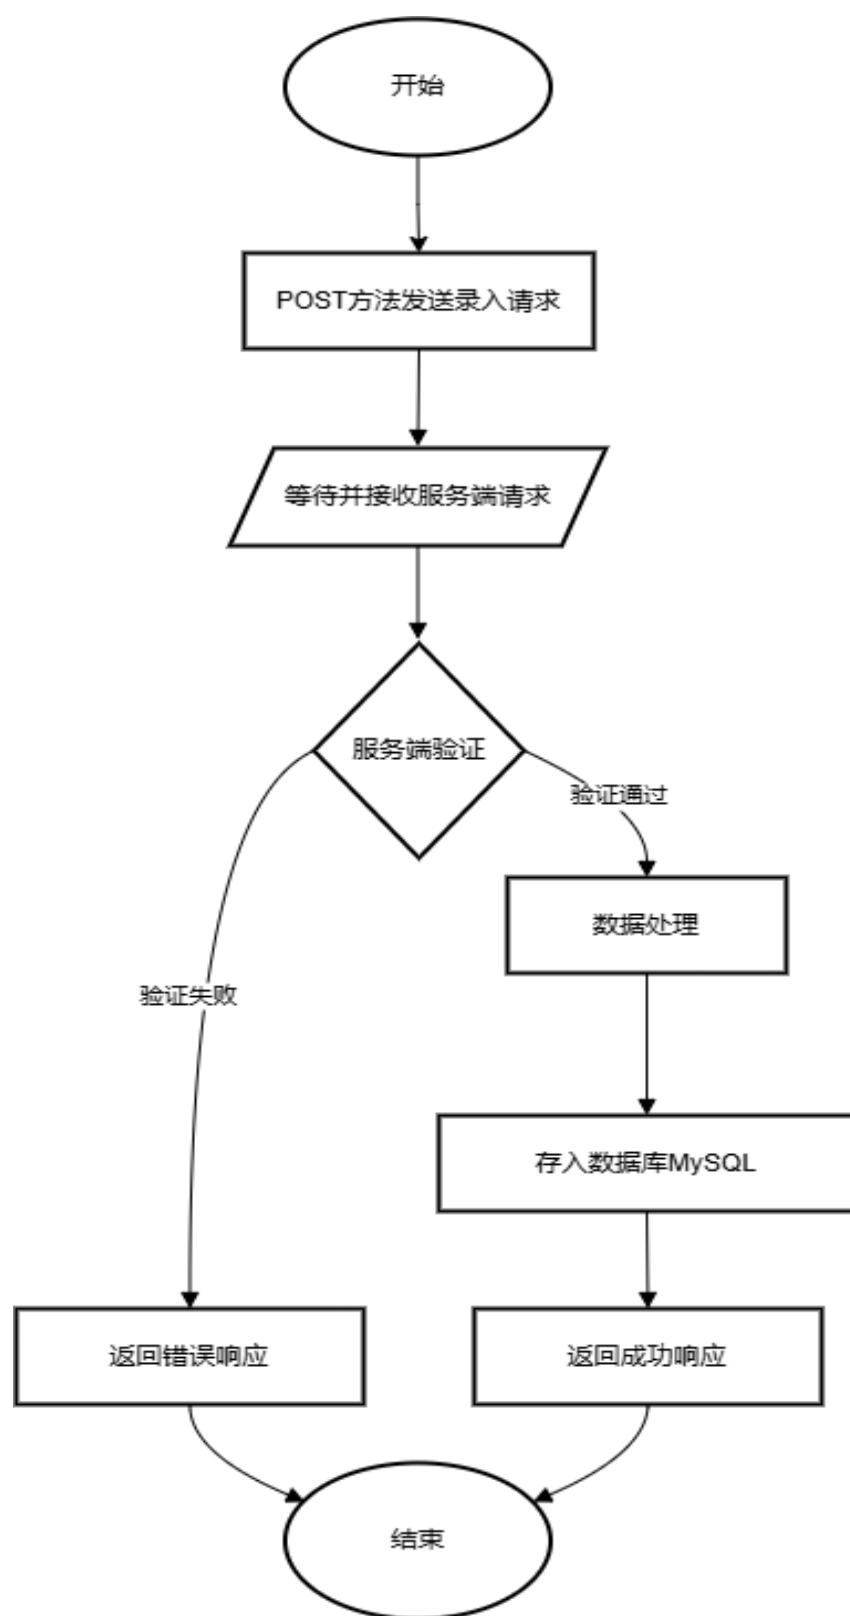 开始
POST方法发送录入请求
等待并接收服务端请求
服务端验证
验证通过
数据处理
验证失败
存入数据库MySQL
返回错误响应
返回成功响应
结束